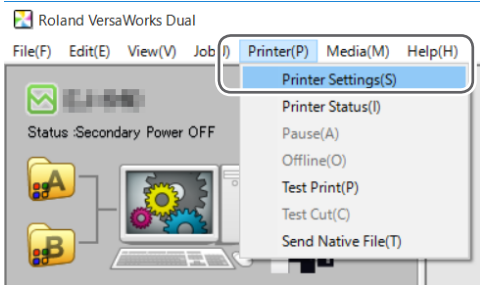 Roland VersaWorks Dual
File(F) Edit(E) View(V) Job(J) Printer(P) Media(M) Help(H)
Printer Settings(S)
Printer Status(I)
Pause(A)
Offline(O)
Test Print(P)
Test Cut(C)
Send Native File(T)
Status :Secondary Power OFF
A
B